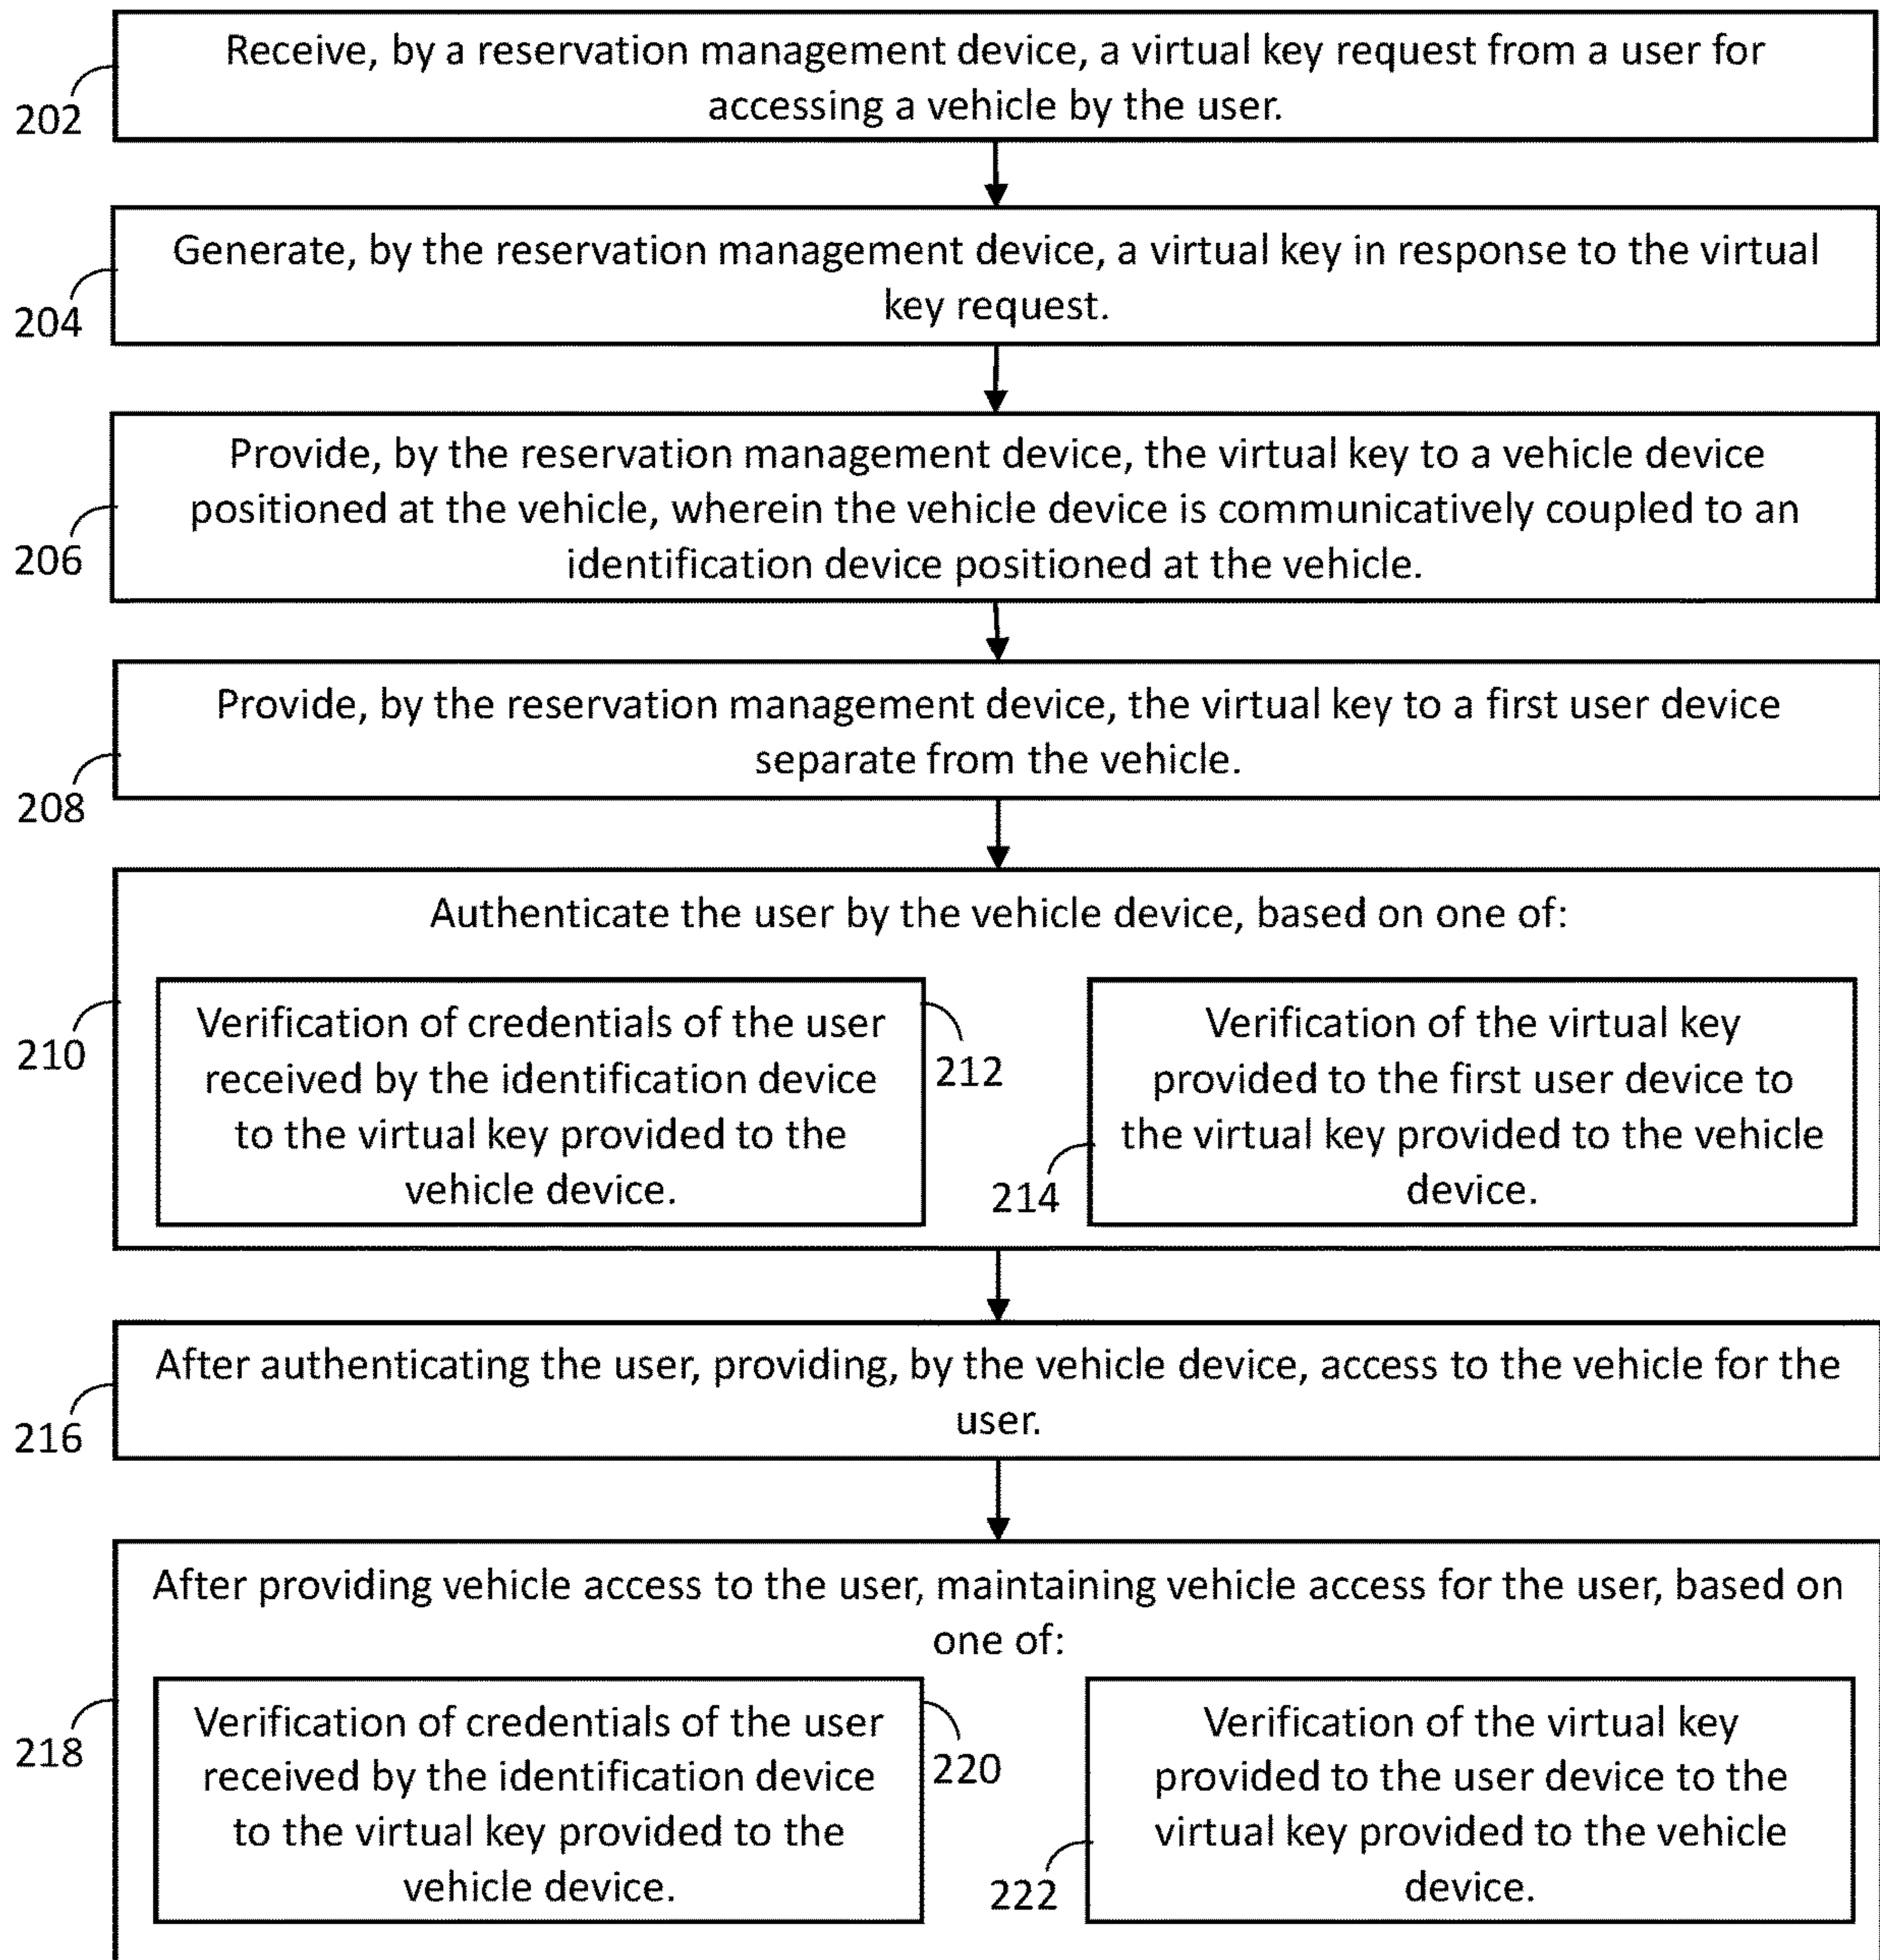 Receive, by a reservation management device, a virtual key request from a user for
accessing a vehicle by the user.
202
Generate, by the reservation management device, a virtual key in response to the virtual
key request.
204
Provide, by the reservation management device, the virtual key to a vehicle device
positioned at the vehicle, wherein the vehicle device is communicatively coupled to an
identification device positioned at the vehicle.
206
Provide, by the reservation management device, the virtual key to a first user device
separate from the vehicle.
208
Authenticate the user by the vehicle device, based on one of:
210
Verification of credentials of the user
received by the identification device
to the virtual key provided to the
vehicle device.
212
Verification of the virtual key
provided to the first user device to
the virtual key provided to the vehicle
device.
214
After authenticating the user, providing, by the vehicle device, access to the vehicle for the
user.
216
After providing vehicle access to the user, maintaining vehicle access for the user, based on
one of:
218
Verification of credentials of the user
received by the identification device
to the virtual key provided to the
vehicle device.
220
Verification of the virtual key
provided to the user device to the
virtual key provided to the vehicle
device.
222